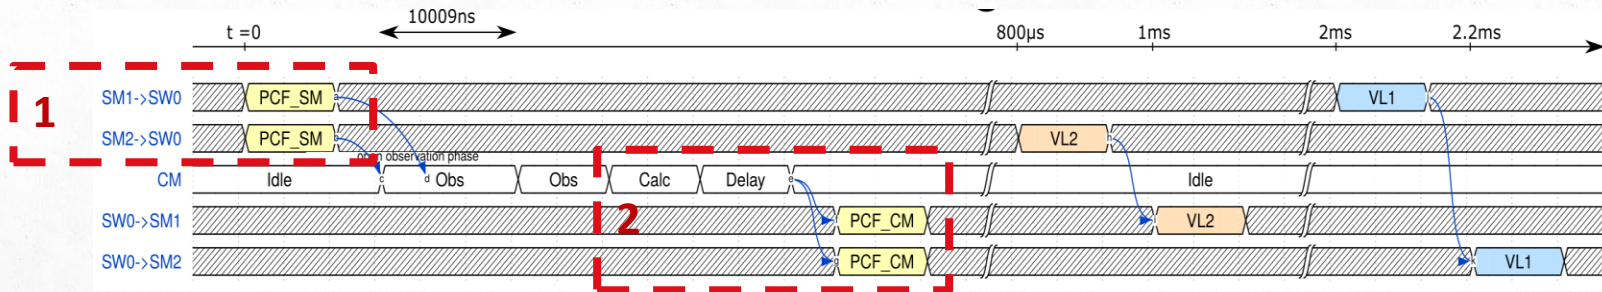 10009ns
t =0 800µs 1ms 2ms 2.2ms
1
SM1->SW0 PCF_SM VL1
SM2->SW0 PCF_SM VL2
observation phase
CM Idle c d Obs Obs Calc Delay e Idle
2
SW0->SM1 PCF_CM VL2
SW0->SM2 PCF_CM VL1